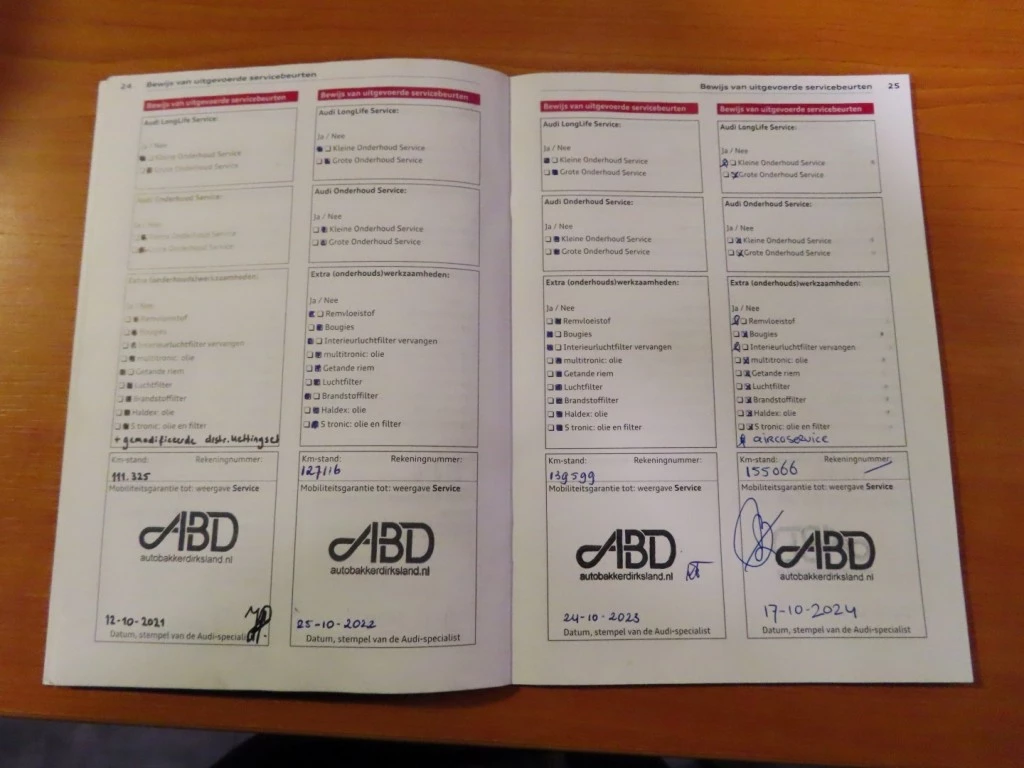 24 Bewijs van uitgevoerde servicebeurten
Bewijs van uitgevoerde servicebeurten
Audi LongLife Service:
Ja / Nee
Kleine Onderhoud Service
Grote Onderhoud Service
Audi Onderhoud Service:
Ja / Nee
Kleine Onderhoud Service
Grote Onderhoud Service
Extra (onderhouds)werkzaamheden:
Ja / Nee
Remvloeistof
Bougies
Interieurluchtfilter vervangen
multitronic: olie
Getande riem
Luchtfilter
Brandstoffilter
Haldex: olie
S tronic: olie en filter
+ gemodificeerde distr. Kettingset
Km-stand: Rekeningnummer:
111.325
Mobiliteitsgarantie tot: weergave Service
ABD
autobakkerdirksland.nl
12-10-2021
Datum, stempel van de Audi-specialist
Bewijs van uitgevoerde servicebeurten
Audi LongLife Service:
Ja / Nee
Kleine Onderhoud Service
Grote Onderhoud Service
Audi Onderhoud Service:
Ja / Nee
Kleine Onderhoud Service
Grote Onderhoud Service
Extra (onderhouds)werkzaamheden:
Ja / Nee
Remvloeistof
Bougies
Interieurluchtfilter vervangen
multitronic: olie
Getande riem
Luchtfilter
Brandstoffilter
Haldex: olie
S tronic: olie en filter
Km-stand: Rekeningnummer:
127116
Mobiliteitsgarantie tot: weergave Service
ABD
autobakkerdirksland.nl
25-10-2022
Datum, stempel van de Audi-specialist
Bewijs van uitgevoerde servicebeurten 25
Bewijs van uitgevoerde servicebeurten
Audi LongLife Service:
Ja / Nee
Kleine Onderhoud Service
Grote Onderhoud Service
Audi Onderhoud Service:
Ja / Nee
Kleine Onderhoud Service
Grote Onderhoud Service
Extra (onderhouds)werkzaamheden:
Ja / Nee
Remvloeistof
Bougies
Interieurluchtfilter vervangen
multitronic: olie
Getande riem
Luchtfilter
Brandstoffilter
Haldex: olie
S tronic: olie en filter
Km-stand: Rekeningnummer:
139599
Mobiliteitsgarantie tot: weergave Service
ABD
autobakkerdirksland.nl
24-10-2023
Datum, stempel van de Audi-specialist
Bewijs van uitgevoerde servicebeurten
Audi LongLife Service:
Ja / Nee
Kleine Onderhoud Service
Grote Onderhoud Service
Audi Onderhoud Service:
Ja / Nee
Kleine Onderhoud Service
Grote Onderhoud Service
Extra (onderhouds)werkzaamheden:
Ja / Nee
Remvloeistof
Bougies
Interieurluchtfilter vervangen
multitronic: olie
Getande riem
Luchtfilter
Brandstoffilter
Haldex: olie
S tronic: olie en filter
aircoservice
Km-stand: Rekeningnummer:
155066
Mobiliteitsgarantie tot: weergave Service
ABD
autobakkerdirksland.nl
17-10-2024
Datum, stempel van de Audi-specialist